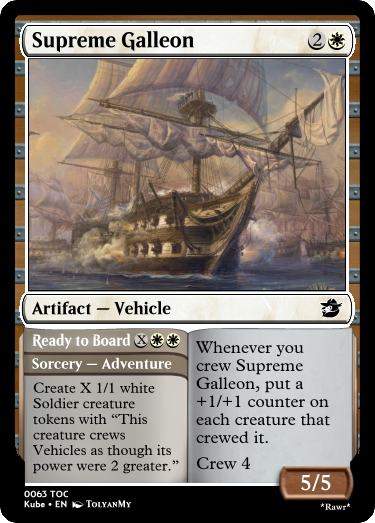 Supreme Galleon 2
Ready to Board X
Sorcery — Adventure
Create X 1/1 white
Soldier creature
tokens with “This
creature crews
Vehicles as though its
power were 2 greater.”
Artifact — Vehicle
Whenever you
crew Supreme
Galleon, put a
+1/+1 counter on
each creature that
crewed it.
Crew 4
5/5
0063 TOC
Kube • EN TolyanMy
*Rawr*